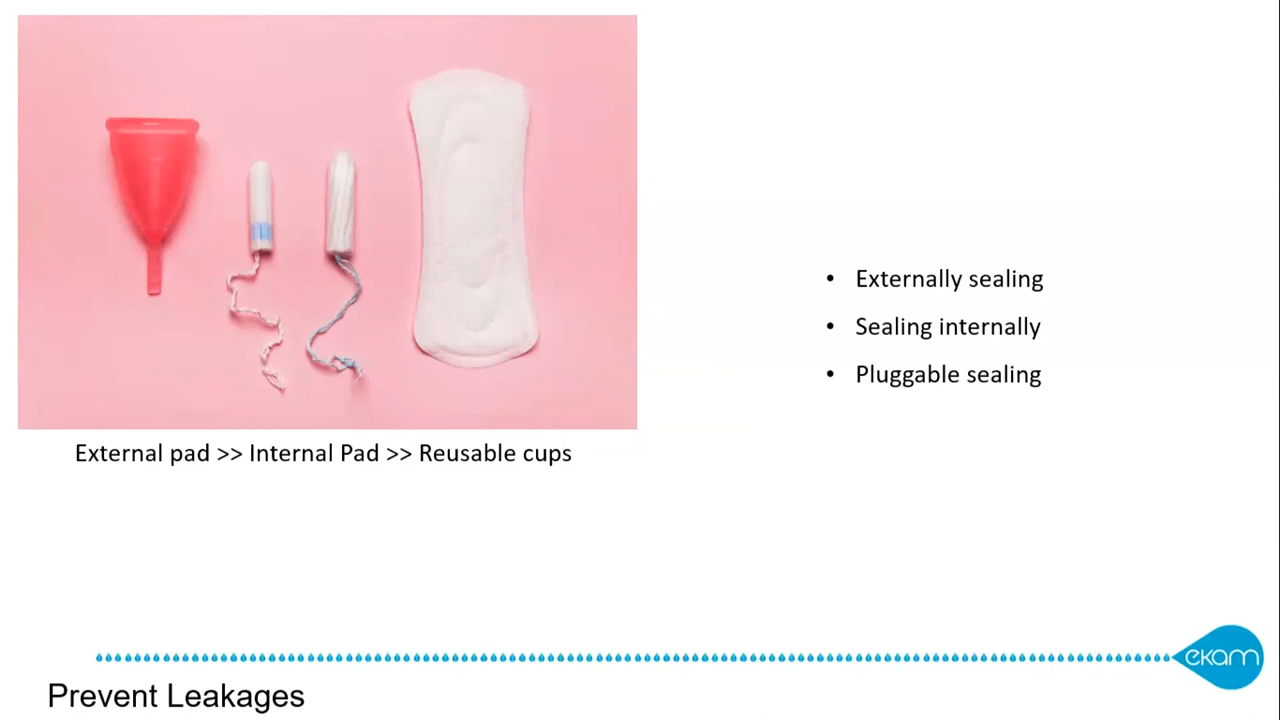 External pad >> Internal Pad >> Reusable cups
• Externally sealing
• Sealing internally
• Pluggable sealing
ekam
Prevent Leakages